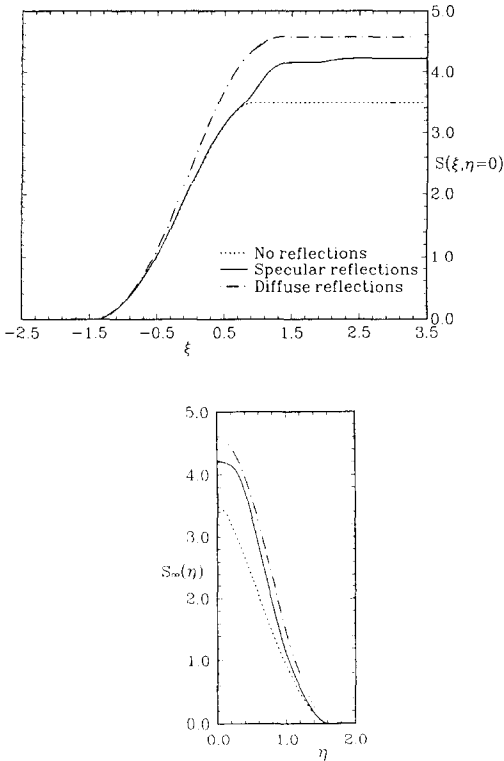 5.0
4.0
S(ξ,η=0)
3.0
2.0
No reflections
Specular reflections
Diffuse reflections
1.0
0.0
-2.5 -1.5 -0.5 0.5 1.5 2.5 3.5
ξ
5.0
4.0
3.0
S∞(η)
2.0
1.0
0.0
0.0 1.0 2.0
η